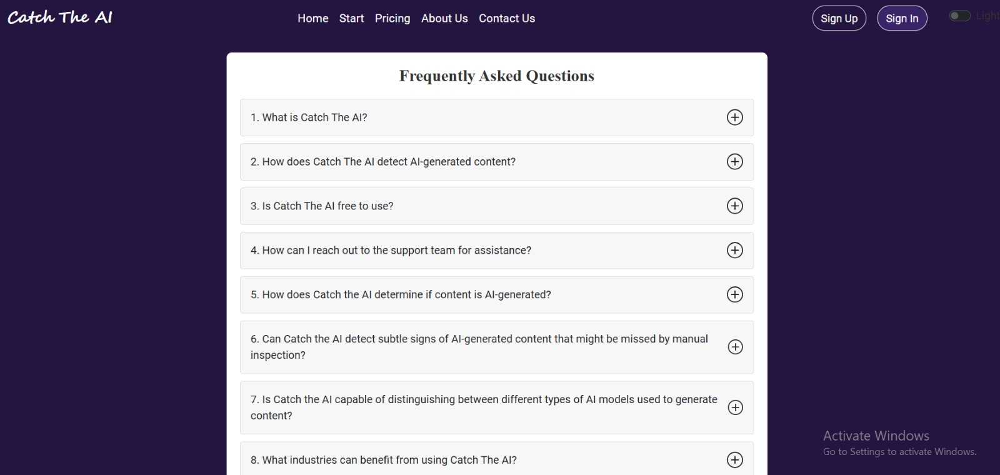 Catch The AI
Home Start Pricing About Us Contact Us
Sign Up Sign In Light
Frequently Asked Questions
1. What is Catch The AI?
2. How does Catch The AI detect AI-generated content?
3. Is Catch The AI free to use?
4. How can I reach out to the support team for assistance?
5. How does Catch the AI determine if content is AI-generated?
6. Can Catch the AI detect subtle signs of AI-generated content that might be missed by manual
inspection?
7. Is Catch the AI capable of distinguishing between different types of AI models used to generate
content?
8. What industries can benefit from using Catch The AI?
Activate Windows
Go to Settings to activate Windows.